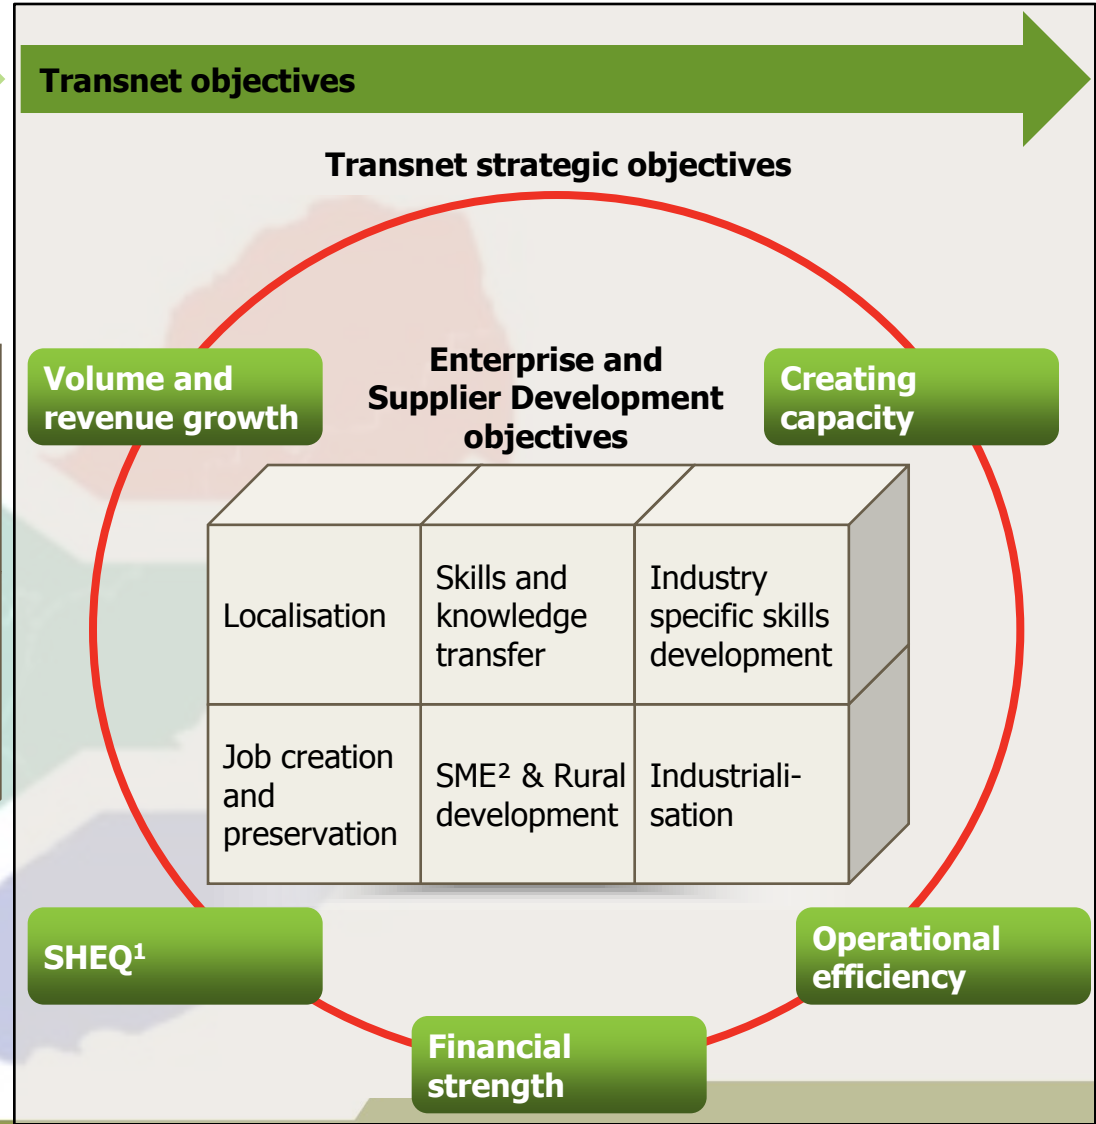 Transnet objectives
Transnet strategic objectives
Volume and
revenue growth
Enterprise and
Supplier Development
objectives
Creating
capacity
Localisation
Skills and
knowledge
transfer
Industry
specific skills
development
Job creation
and
preservation
SME² & Rural
development
Industriali-
sation
SHEQ¹
Operational
efficiency
Financial
strength